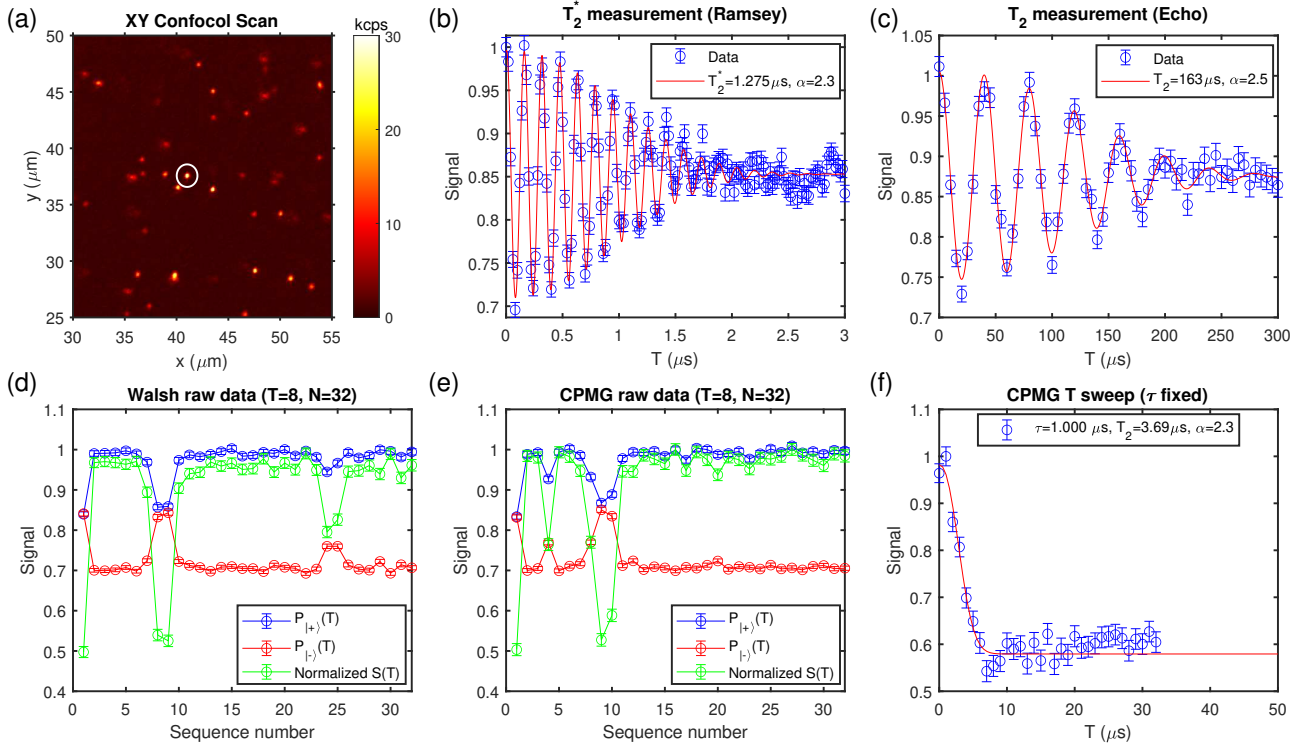 (a)
XY Confocol Scan
kcps
50
45
40
35
30
25
30 35 40 45 50 55
x (μm)
y (μm)
30
20
10
0
(b)
T₂* measurement (Ramsey)
Data
T₂*=1.275μs, α=2.3
1
0.95
0.9
0.85
0.8
0.75
0.7
0 0.5 1 1.5 2 2.5 3
T (μs)
Signal
(c)
T₂ measurement (Echo)
Data
T₂=163μs, α=2.5
1.05
1
0.95
0.9
0.85
0.8
0.75
0.7
0 50 100 150 200 250 300
T (μs)
Signal
(d)
Walsh raw data (T=8, N=32)
1.1
1
0.9
0.8
0.7
0.6
0.5
0.4
0 5 10 15 20 25 30
Sequence number
Signal
P|+⟩(T)
P|-⟩(T)
Normalized S(T)
(e)
CPMG raw data (T=8, N=32)
1.1
1
0.9
0.8
0.7
0.6
0.5
0.4
0 5 10 15 20 25 30
Sequence number
Signal
P|+⟩(T)
P|-⟩(T)
Normalized S(T)
(f)
CPMG T sweep (τ fixed)
τ=1.000 μs, T₂=3.69μs, α=2.3
1.1
1
0.9
0.8
0.7
0.6
0.5
0 10 20 30 40 50
T (μs)
Signal